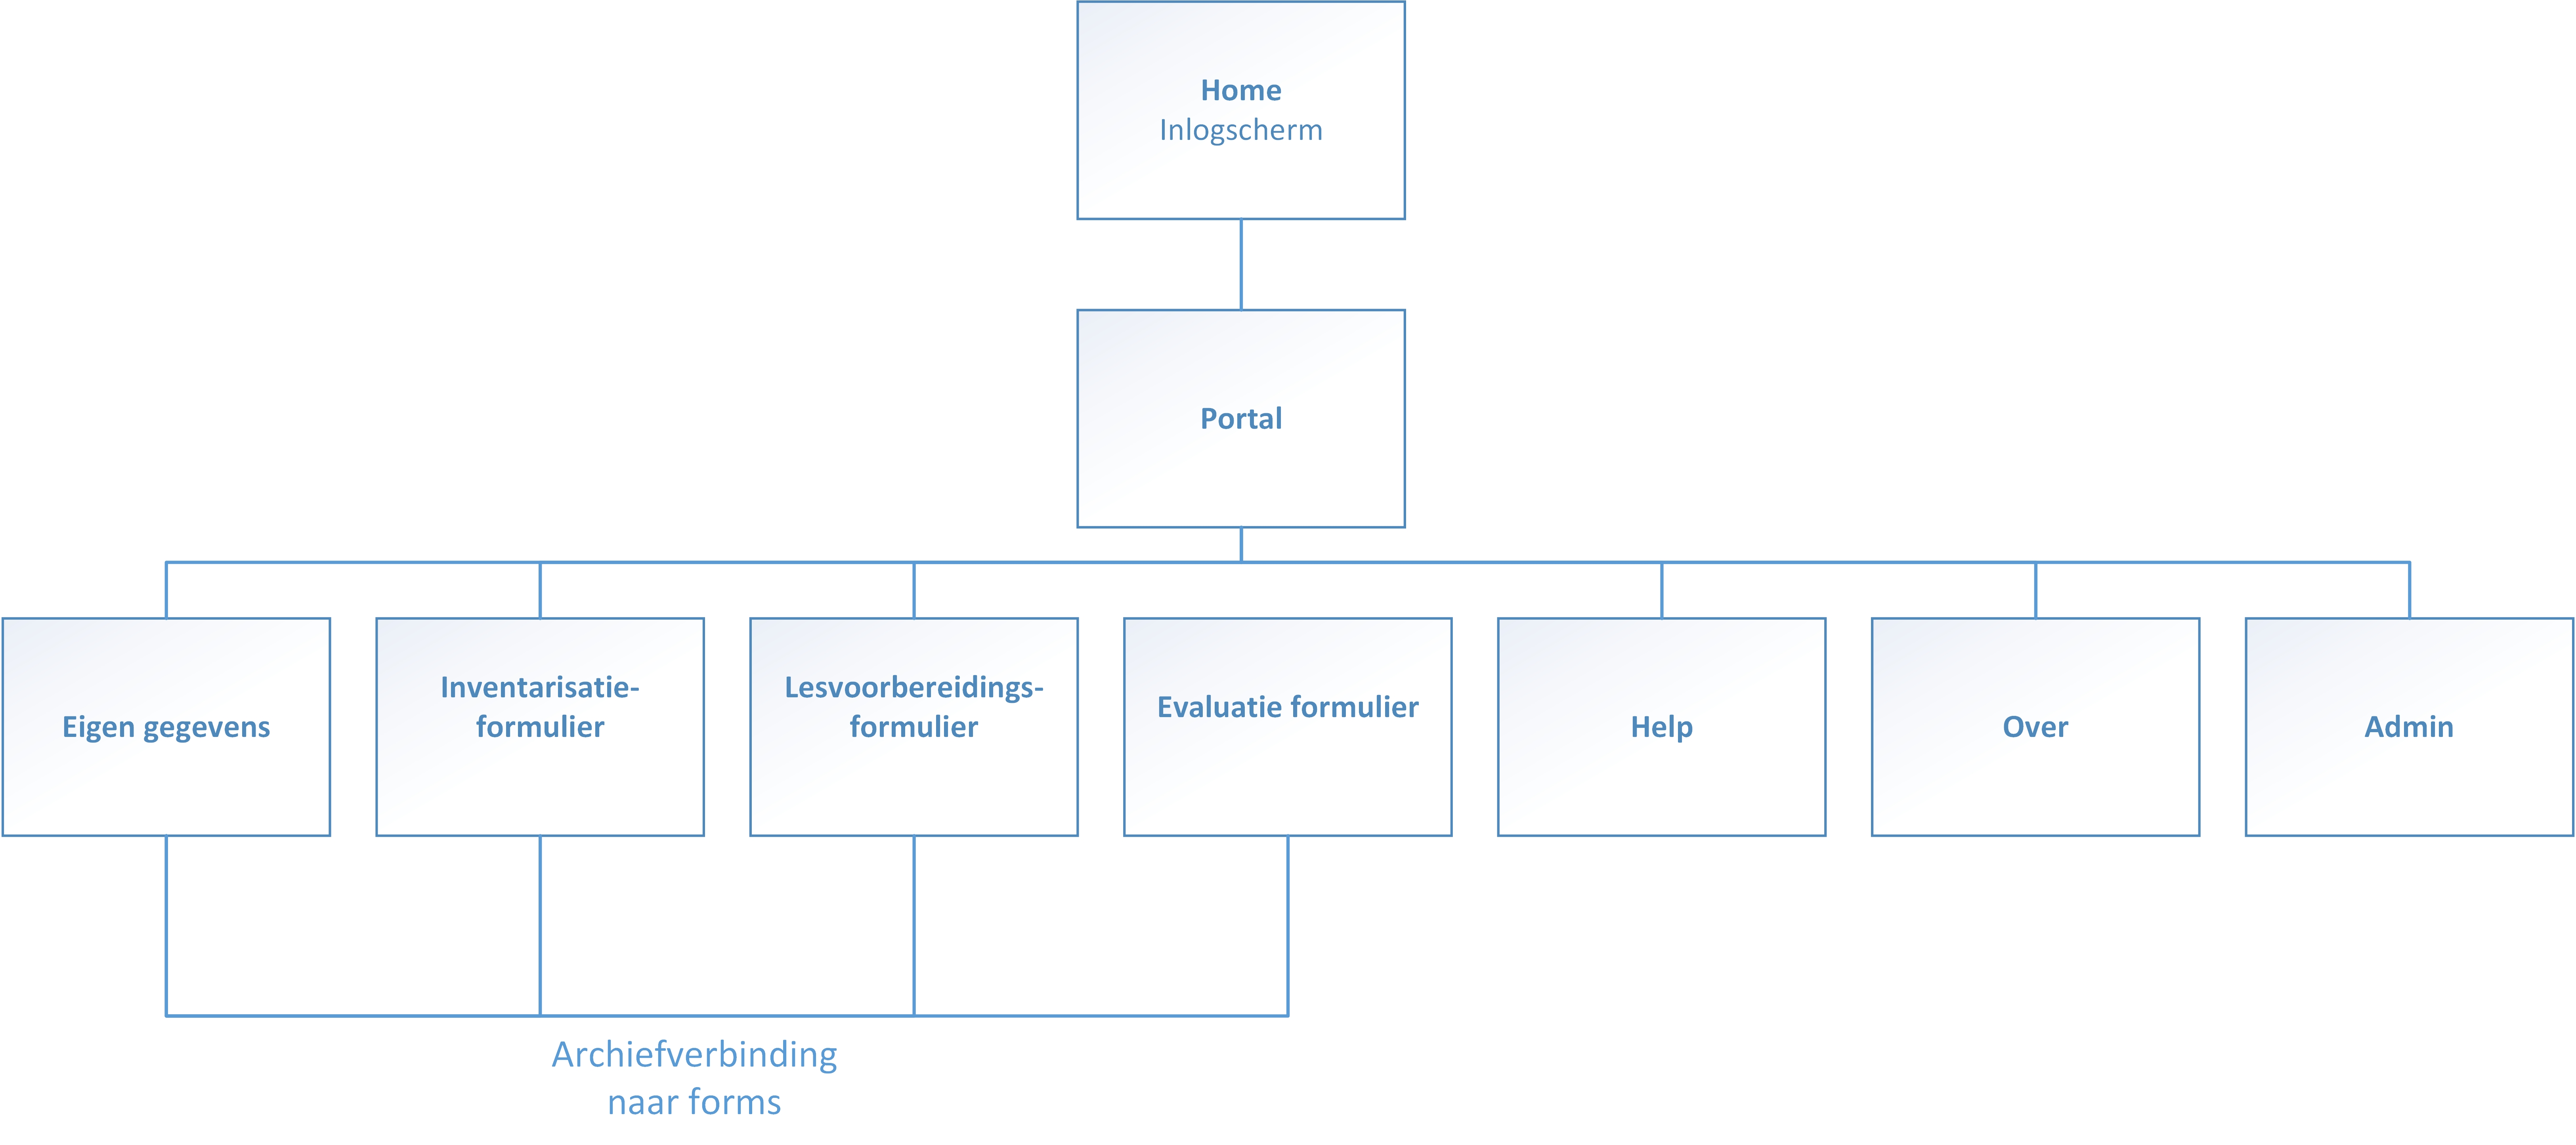 Home
Inlogscherm
Portal
Eigen gegevens
Inventarisatie-
formulier
Lesvoorbereidings-
formulier
Evaluatie formulier
Help
Over
Admin
Archiefverbinding
naar forms